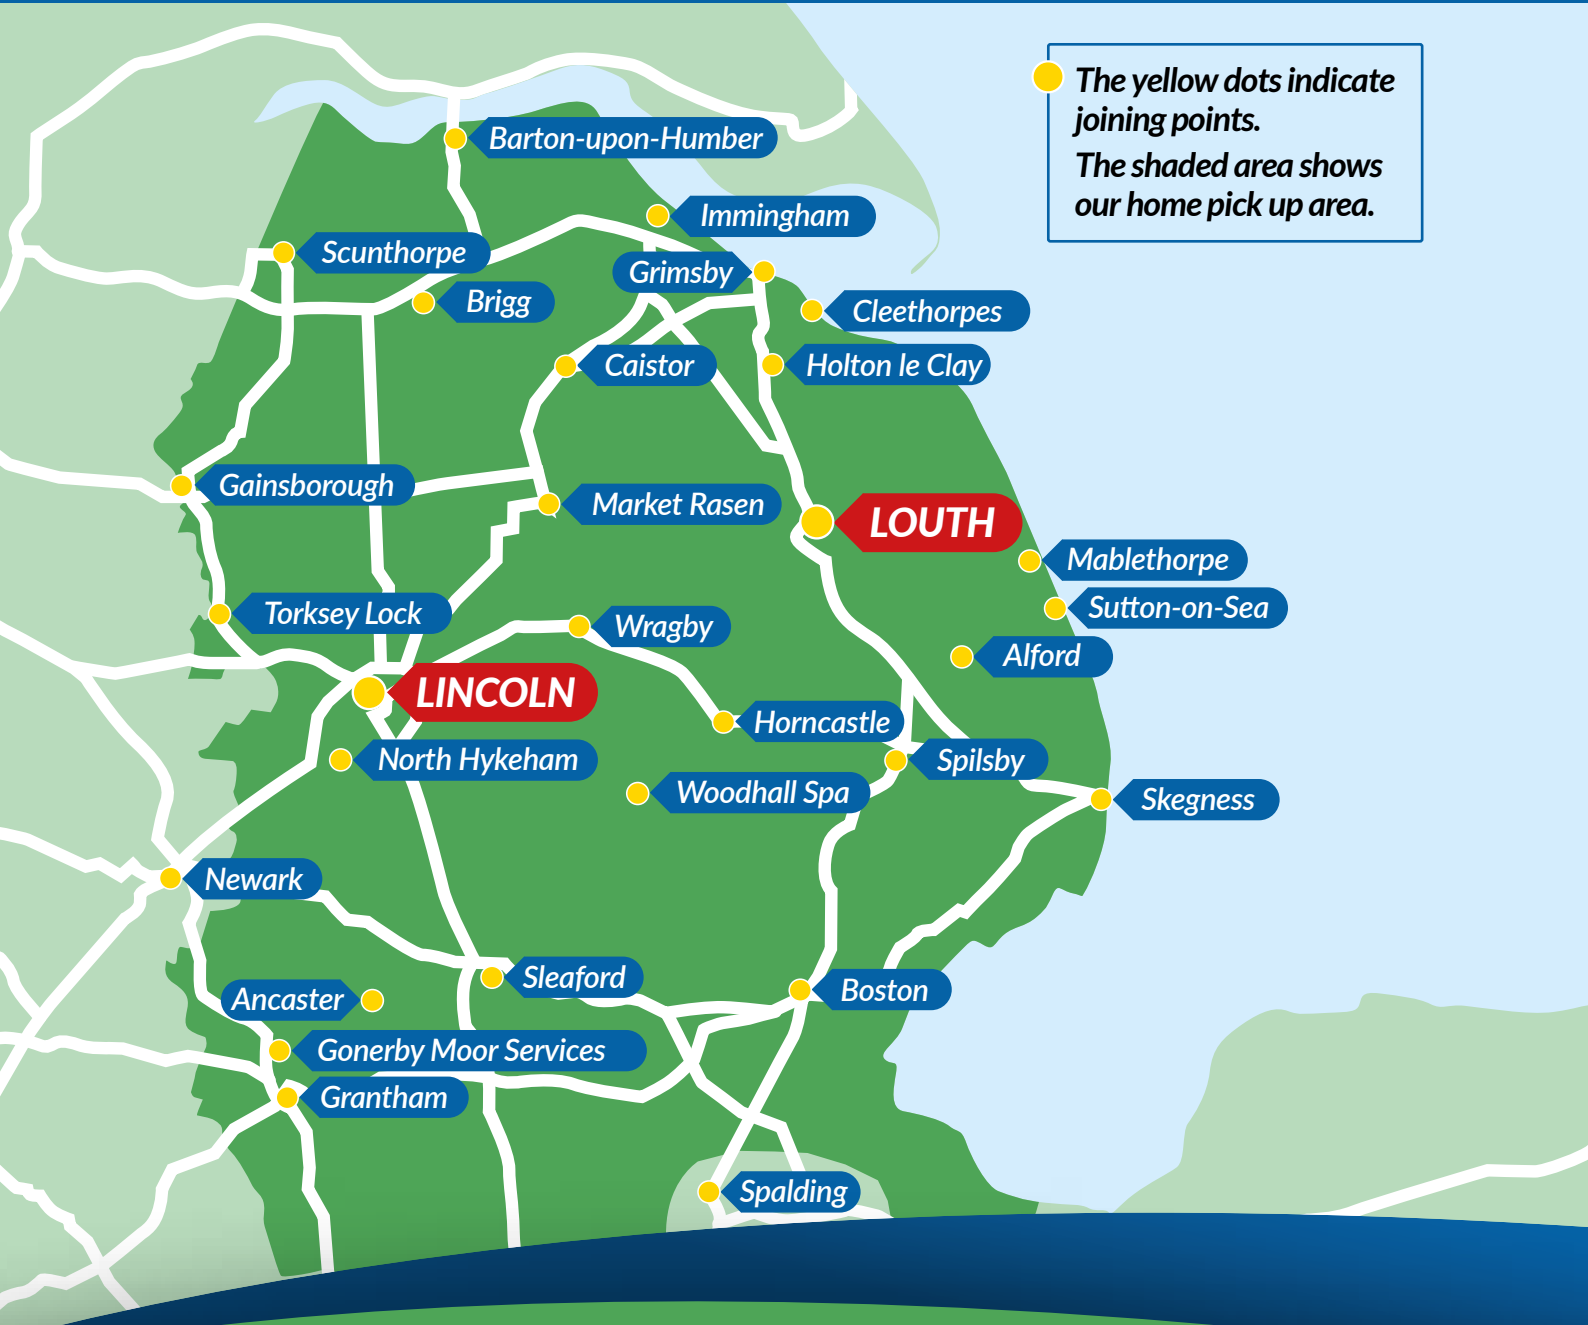 The yellow dots indicate
joining points.
The shaded area shows
our home pick up area.
Barton-upon-Humber
Immingham
Scunthorpe
Grimsby
Brigg
Cleethorpes
Caistor
Holton le Clay
Gainsborough
Market Rasen
LOUTH
Mablethorpe
Sutton-on-Sea
Torksey Lock
Wragby
Alford
LINCOLN
Horncastle
North Hykeham
Spilsby
Woodhall Spa
Skegness
Newark
Sleaford
Boston
Ancaster
Gonerby Moor Services
Grantham
Spalding